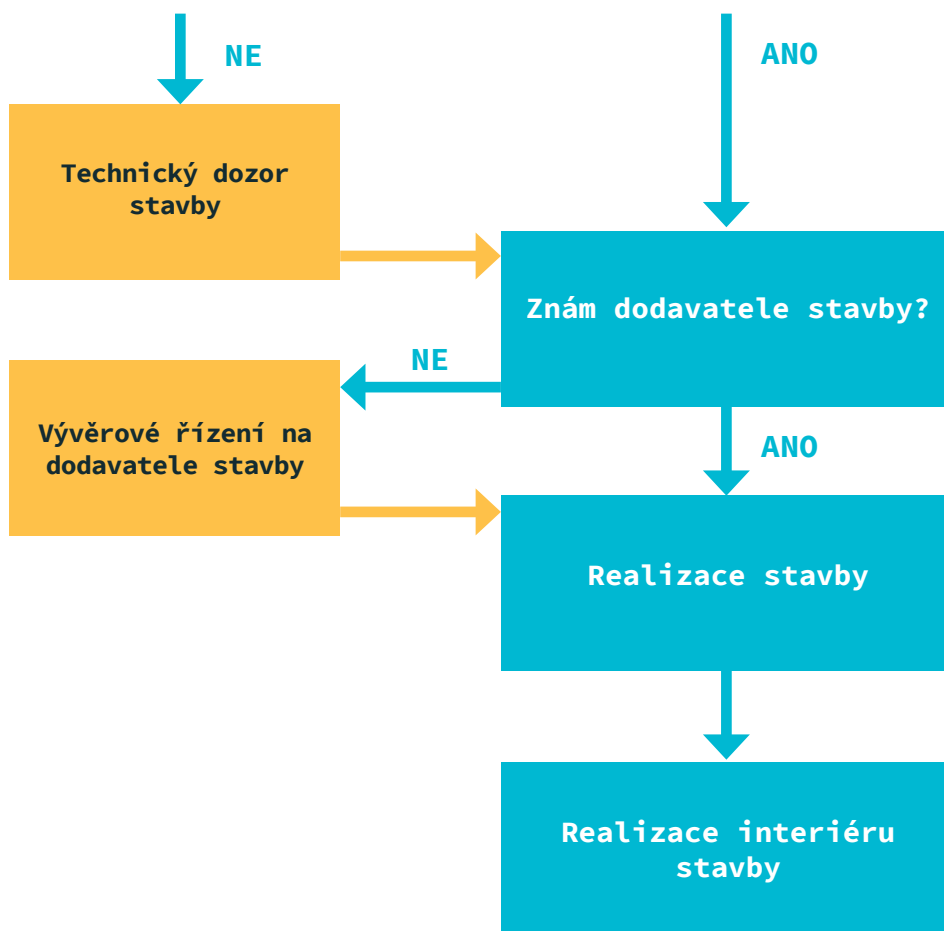 NE
ANO
Technický dozor
stavby
Znám dodavatele stavby?
NE
Vývěrové řízení na
dodavatele stavby
ANO
Realizace stavby
Realizace interiéru
stavby